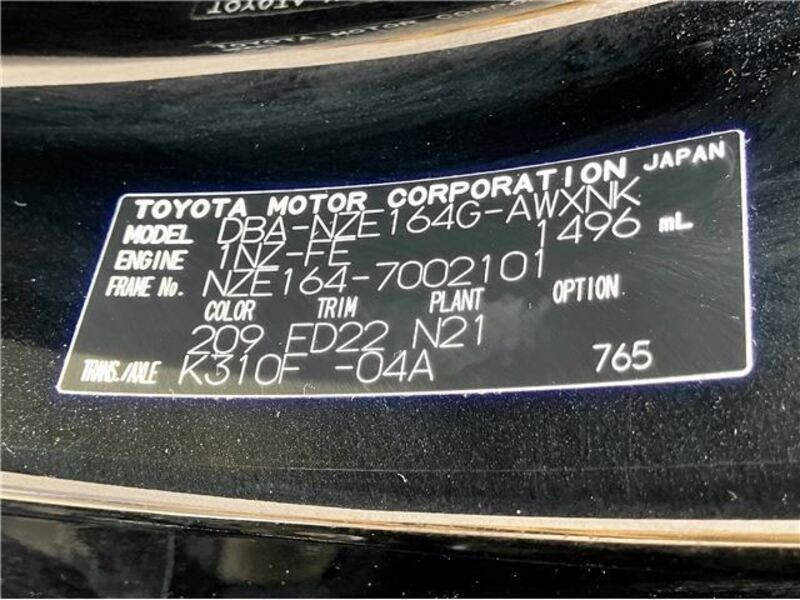 TOYOTA MOTOR CORPORATION JAPAN
MODEL DBA-NZE164G-AWXNK
ENGINE 1NZ-FE 1496 mL
FRAME No. NZE164-7002101
COLOR TRIM PLANT OPTION
209 FD22 N21
TRANS./AXLE K310F -04A 765